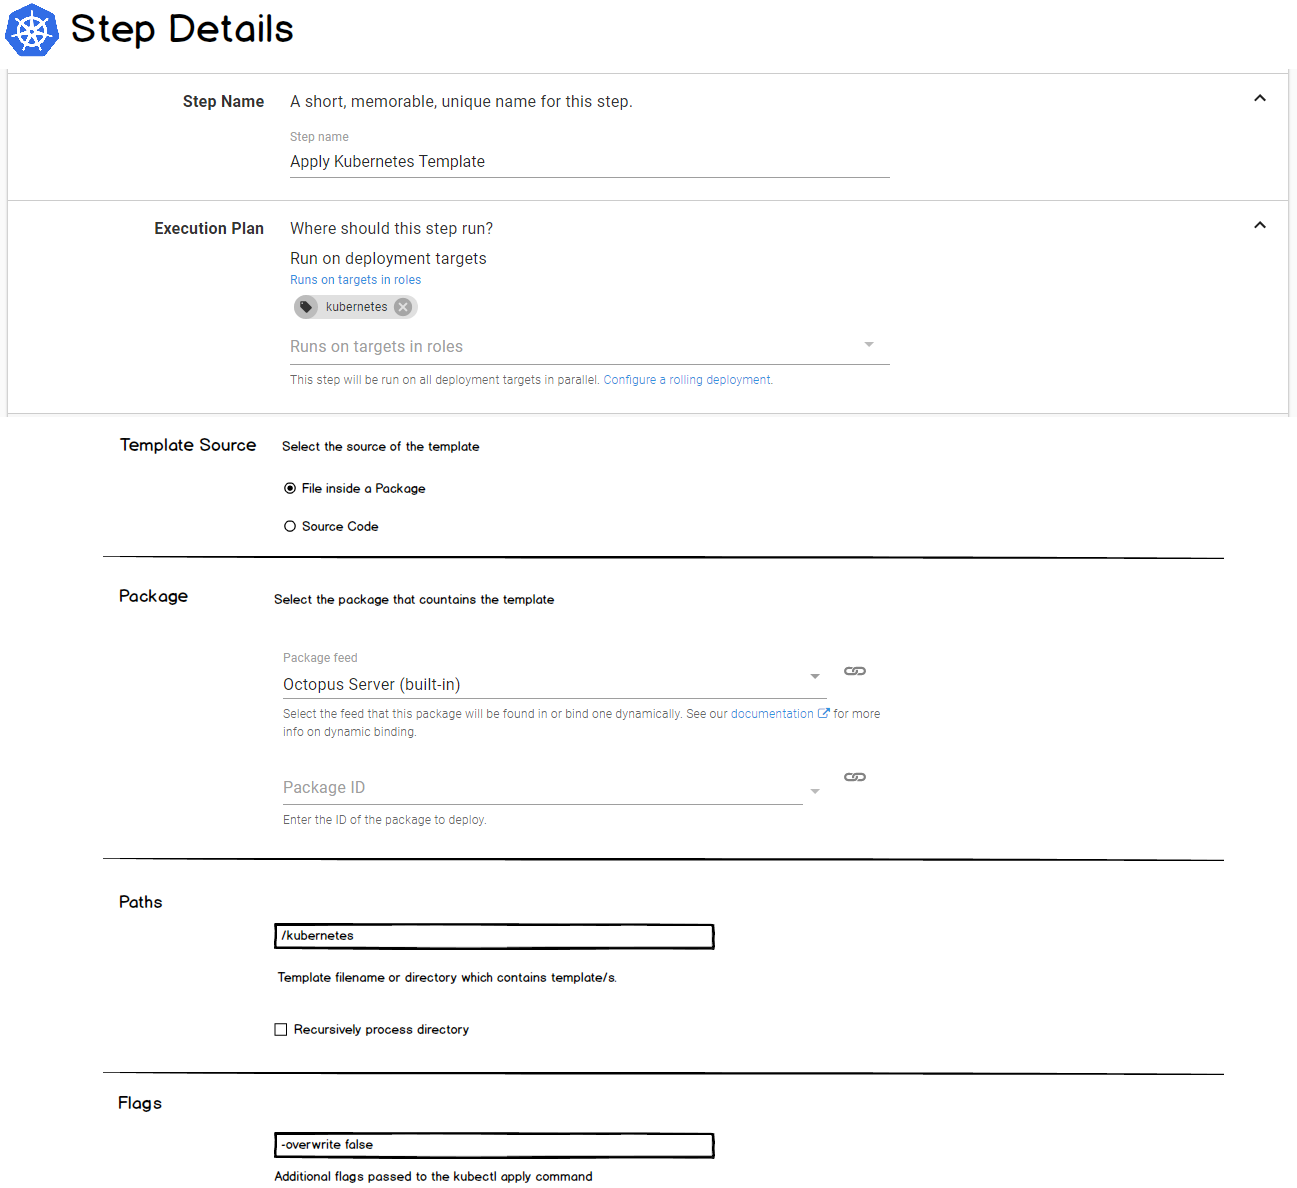 Step Details
Step Name
A short, memorable, unique name for this step.
Step name
Apply Kubernetes Template
Execution Plan
Where should this step run?
Run on deployment targets
Runs on targets in roles
kubernetes
Runs on targets in roles
This step will be run on all deployment targets in parallel. Configure a rolling deployment.
Template Source
Select the source of the template
File inside a Package
Source Code
Package
Select the package that countains the template
Package feed
Octopus Server (built-in)
Select the feed that this package will be found in or bind one dynamically. See our documentation for more
info on dynamic binding.
Package ID
Enter the ID of the package to deploy.
Paths
/kubernetes
Template filename or directory which contains template/s.
Recursively process directory
Flags
-overwrite false
Additional flags passed to the kubectl apply command